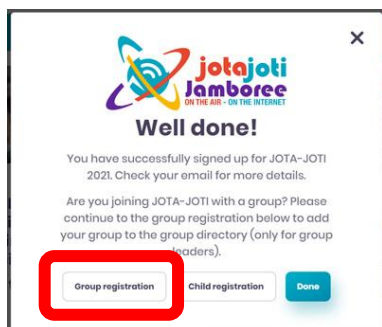 jotajoti
Jamboree
ON THE AIR - ON THE INTERNET
Well done!
You have successfully signed up for JOTA-JOTI
2021. Check your email for more details.
Are you joining JOTA-JOTI with a group? Please
continue to the group registration below to add
your group to the group directory (only for group
leaders).
Group registration Child registration Done